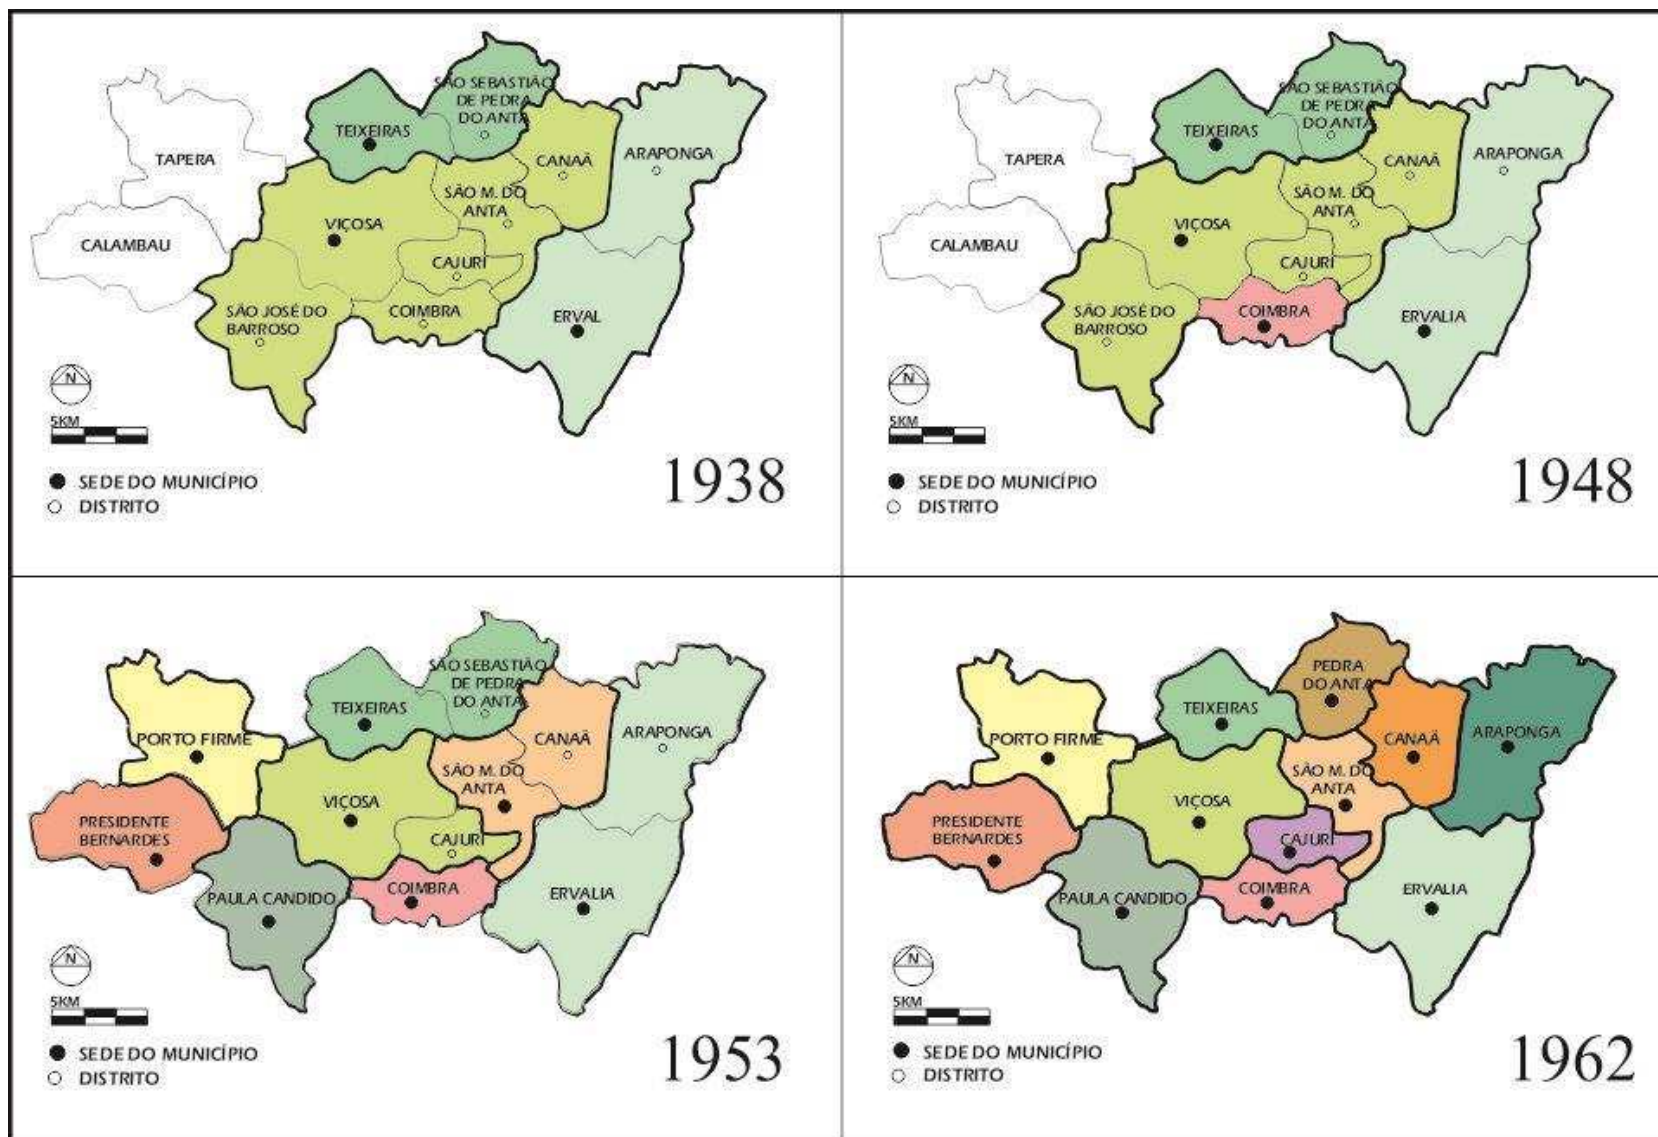 SÃO SEBASTIÃO
DE PEDRA
DO ANTA
TEIXEIRAS
TAPERA
CANAÃ
ARAPONGA
SÃO M. DO
ANTA
VIÇOSA
CALAMBAU
CAJURI
SÃO JOSÉ DO
BARROSO
COIMBRA
ERVAL
N
5KM
SEDE DO MUNICÍPIO
DISTRITO
1938
SÃO SEBASTIÃO
DE PEDRA
DO ANTA
TEIXEIRAS
TAPERA
CANAÃ
ARAPONGA
SÃO M. DO
ANTA
VIÇOSA
CALAMBAU
CAJURI
SÃO JOSÉ DO
BARROSO
COIMBRA
ERVALIA
N
5KM
SEDE DO MUNICÍPIO
DISTRITO
1948
SÃO SEBASTIÃO
DE PEDRA
DO ANTA
TEIXEIRAS
PORTO FIRME
CANAÃ
ARAPONGA
SÃO M. DO
ANTA
VIÇOSA
PRESIDENTE
BERNARDES
CAJURI
PAULA CANDIDO
COIMBRA
ERVALIA
N
5KM
SEDE DO MUNICÍPIO
DISTRITO
1953
PEDRA
DO ANTA
TEIXEIRAS
PORTO FIRME
CANAÃ
ARAPONGA
SÃO M. DO
ANTA
VIÇOSA
PRESIDENTE
BERNARDES
CAJURI
PAULA CANDIDO
COIMBRA
ERVALIA
N
5KM
SEDE DO MUNICÍPIO
DISTRITO
1962